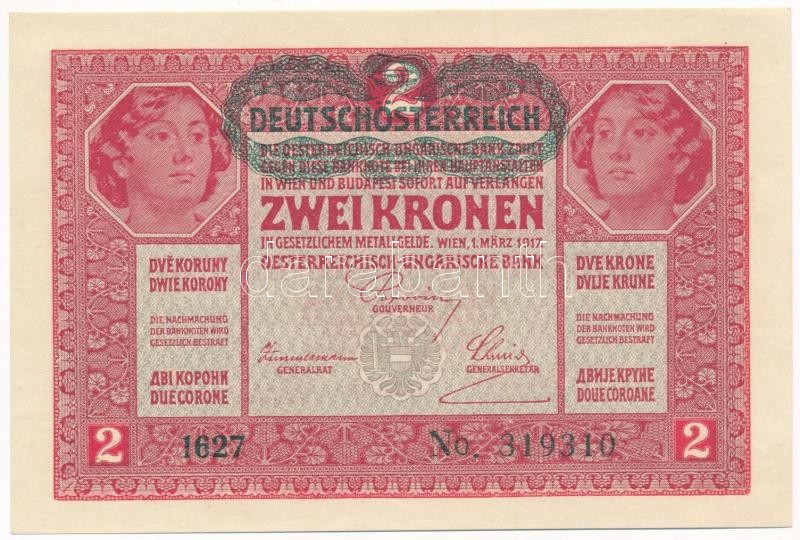 2
DEUTSCHÖSTERREICH
DIE OESTERREICHISCH-UNGARISCHE BANK ZAHLT
GEGEN DIESE BANKNOTE BEI IHREN HAUPTANSTALTEN
IN WIEN UND BUDAPEST SOFORT AUF VERLANGEN
ZWEI KRONEN
IN GESETZLICHEM METALLGELDE. WIEN, 1. MÄRZ 1917.
OESTERREICHISCH-UNGARISCHE BANK
darabanth
GOUVERNEUR
GENERALRAT
GENERALSEKRETÄR
DVĚ KORUNY
DWIE KORONY
DIE NACHMACHUNG
DER BANKNOTEN WIRD
GESETZLICH BESTRAFT
ДВІ КОРОНИ
DUE CORONE
DVE KRONE
DVIJE KRUNE
DIE NACHMACHUNG
DER BANKNOTEN WIRD
GESETZLICH BESTRAFT
ДВИЈЕ КРУНЕ
DOUE COROANE
2
1627
No. 319310
2